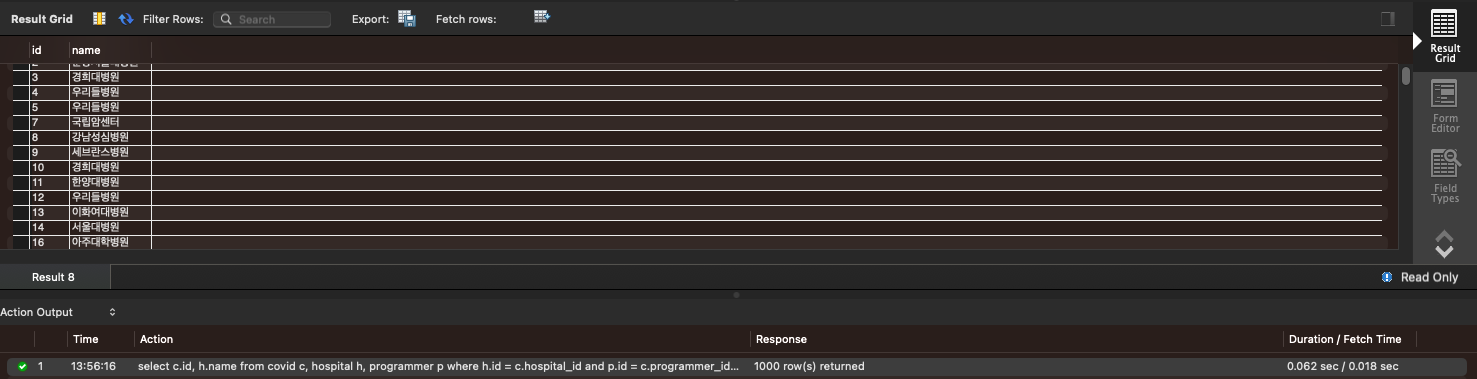 Result Grid Filter Rows: Search Export: Fetch rows:
id name
3 경희대병원
4 우리들병원
5 우리들병원
7 국립암센터
8 강남성심병원
9 세브란스병원
10 경희대병원
11 한양대병원
12 우리들병원
13 이화여대병원
14 서울대병원
16 아주대학병원
Result
Grid
Form
Editor
Field
Types
Result 8 Read Only
Action Output
Time Action Response Duration / Fetch Time
1 13:56:16 select c.id, h.name from covid c, hospital h, programmer p where h.id = c.hospital_id and p.id = c.programmer_id... 1000 row(s) returned 0.062 sec / 0.018 sec